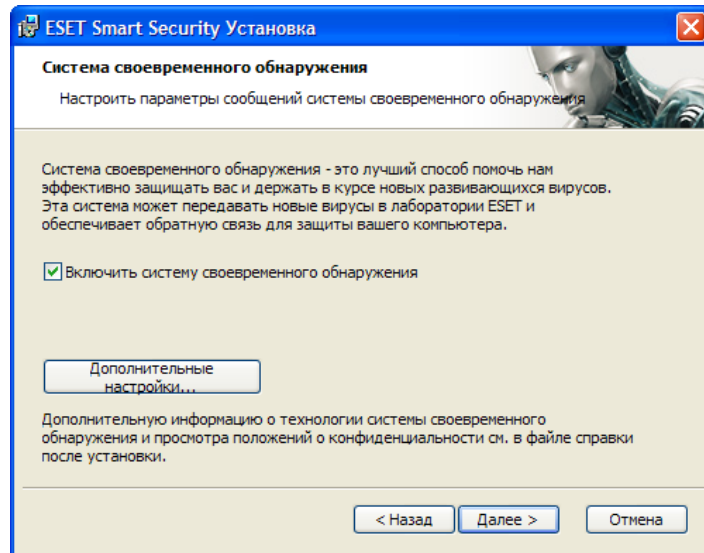 ESET Smart Security Установка
Система своевременного обнаружения
Настроить параметры сообщений системы своевременного обнаружения
Система своевременного обнаружения - это лучший способ помочь нам
эффективно защищать вас и держать в курсе новых развивающихся вирусов.
Эта система может передавать новые вирусы в лаборатории ESET и
обеспечивает обратную связь для защиты вашего компьютера.
Включить систему своевременного обнаружения
Дополнительные
настройки...
Дополнительную информацию о технологии системы своевременного
обнаружения и просмотра положений о конфиденциальности см. в файле справки
после установки.
< Назад Далее > Отмена